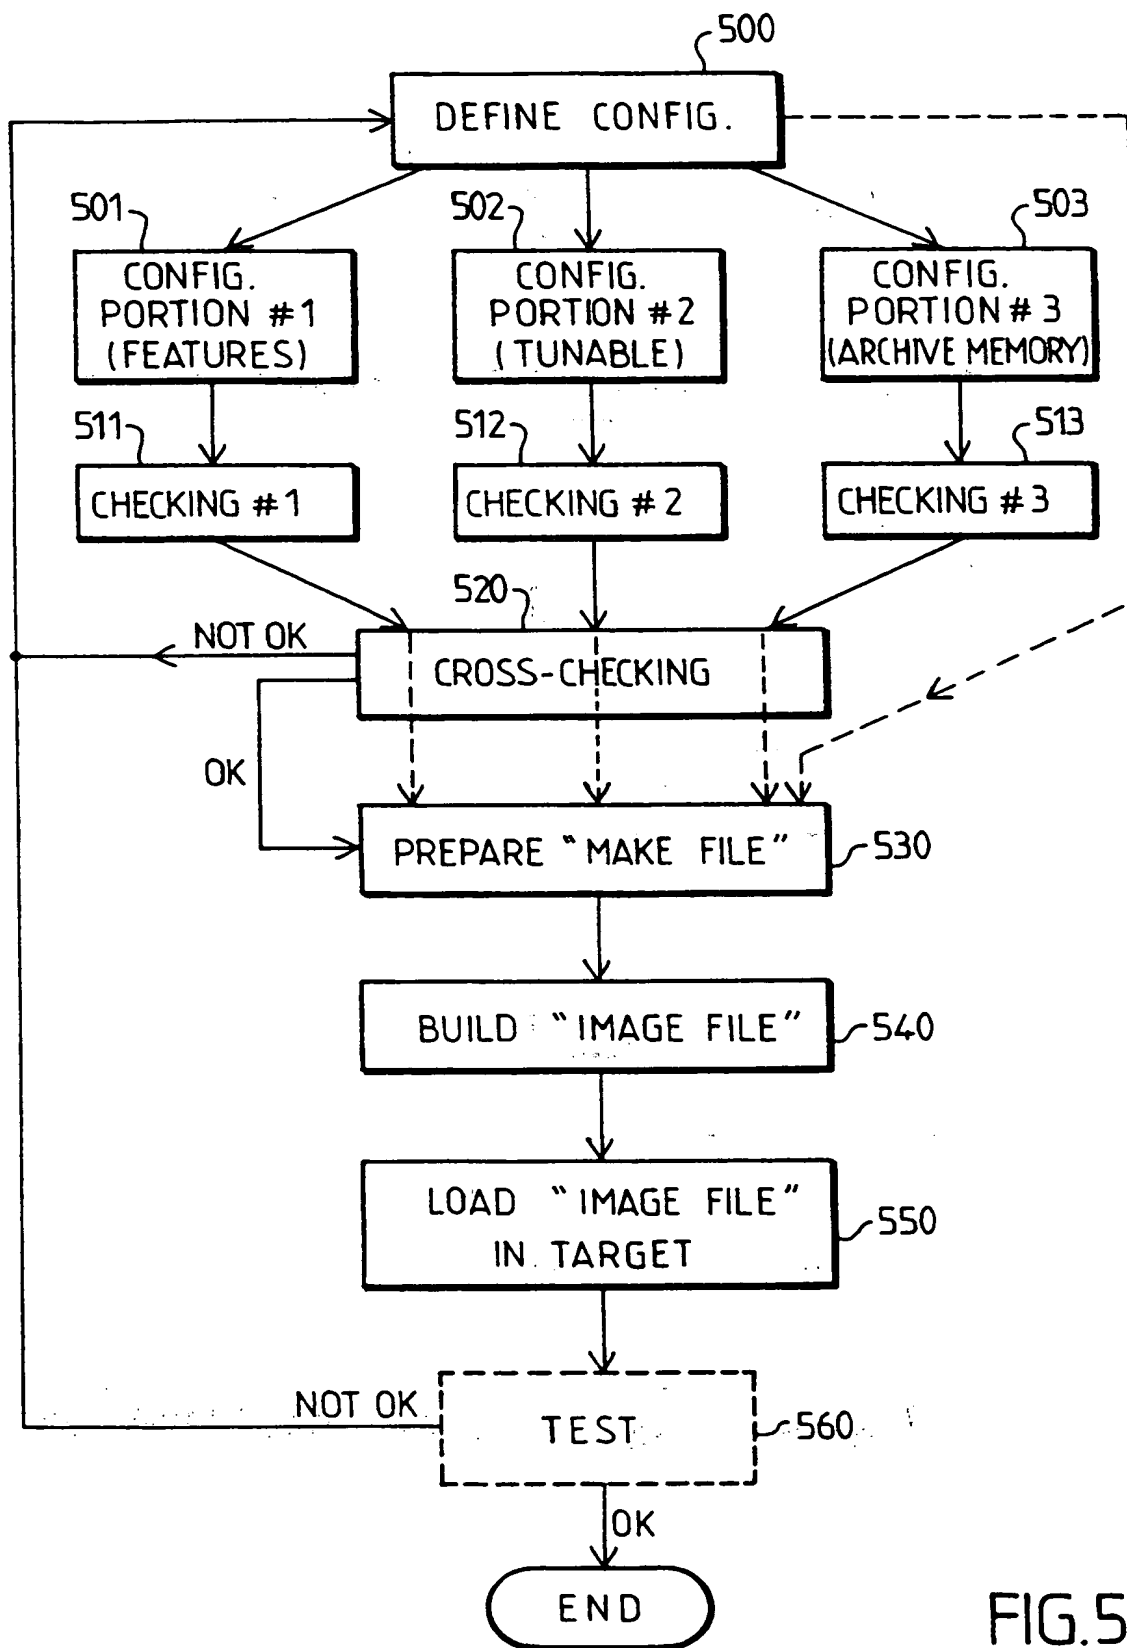 500
DEFINE CONFIG.
501
502
503
CONFIG.
PORTION #1
(FEATURES)
CONFIG.
PORTION #2
(TUNABLE)
CONFIG.
PORTION #3
(ARCHIVE MEMORY)
511
512
513
CHECKING #1
CHECKING #2
CHECKING #3
520
NOT OK
CROSS-CHECKING
OK
PREPARE "MAKE FILE"
530
BUILD "IMAGE FILE"
540
LOAD "IMAGE FILE"
IN TARGET
550
NOT OK
TEST
560
OK
END
FIG.5